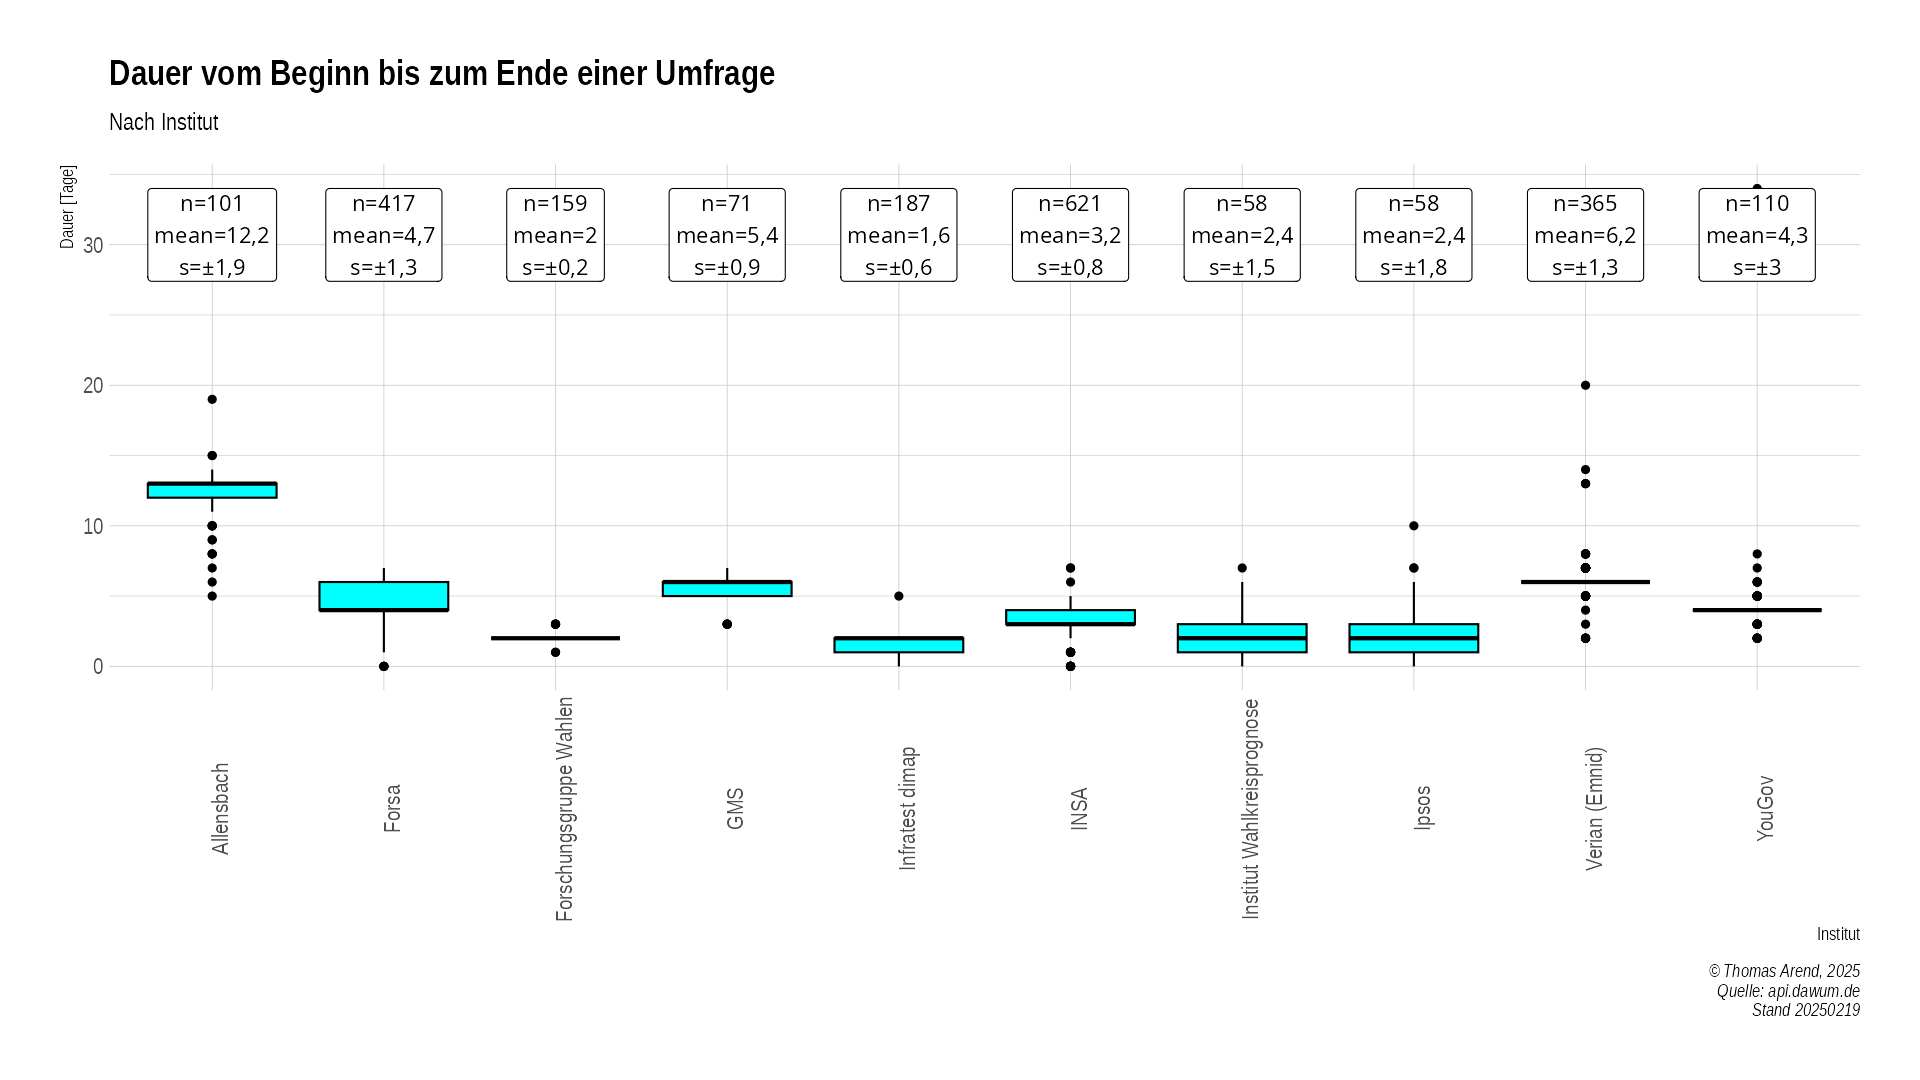 Dauer vom Beginn bis zum Ende einer Umfrage
Nach Institut
Dauer [Tage]
n=101
mean=12,2
s=±1,9
n=417
mean=4,7
s=±1,3
n=159
mean=2
s=±0,2
n=71
mean=5,4
s=±0,9
n=187
mean=1,6
s=±0,6
n=621
mean=3,2
s=±0,8
n=58
mean=2,4
s=±1,5
n=58
mean=2,4
s=±1,8
n=365
mean=6,2
s=±1,3
n=110
mean=4,3
s=±3
30
20
10
0
Allensbach
Forsa
Forschungsgruppe Wahlen
GMS
Infratest dimap
INSA
Institut Wahlkreisprognose
Ipsos
Verian (Emnid)
YouGov
Institut
© Thomas Arend, 2025
Quelle: api.dawum.de
Stand 20250219